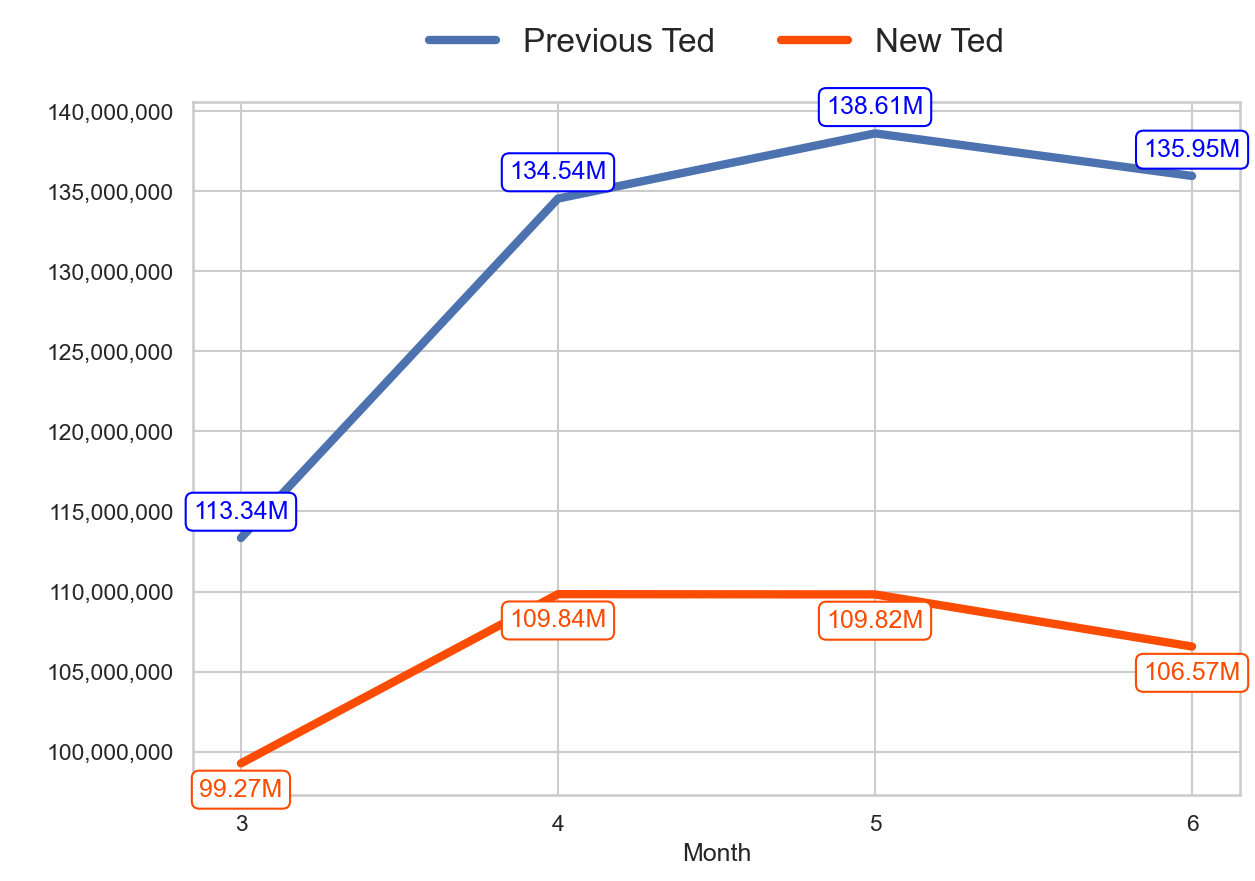 Previous Ted New Ted
140,000,000
138.61M
135.95M
134.54M
135,000,000
130,000,000
125,000,000
120,000,000
115,000,000
113.34M
110,000,000
109.84M
109.82M
105,000,000
106.57M
100,000,000
99.27M
3 4 5 6
Month